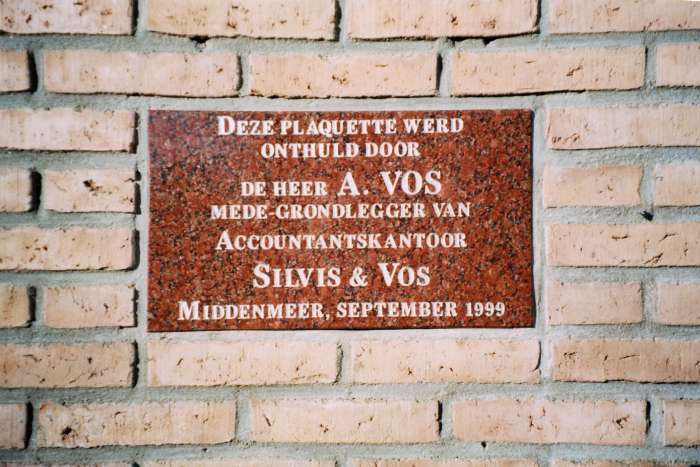 DEZE PLAQUETTE WERD
ONTHULD DOOR
DE HEER A. VOS
MEDE-GRONDLEGGER VAN
ACCOUNTANTSKANTOOR
SILVIS & VOS
MIDDENMEER, SEPTEMBER 1999